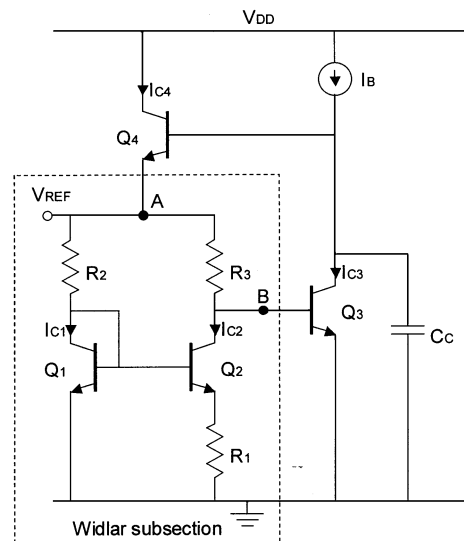 VDD
IC4
IB
Q4
VREF
A
R2
R3
B
IC3
IC1
IC2
Q3
CC
Q1
Q2
R1
Widlar subsection